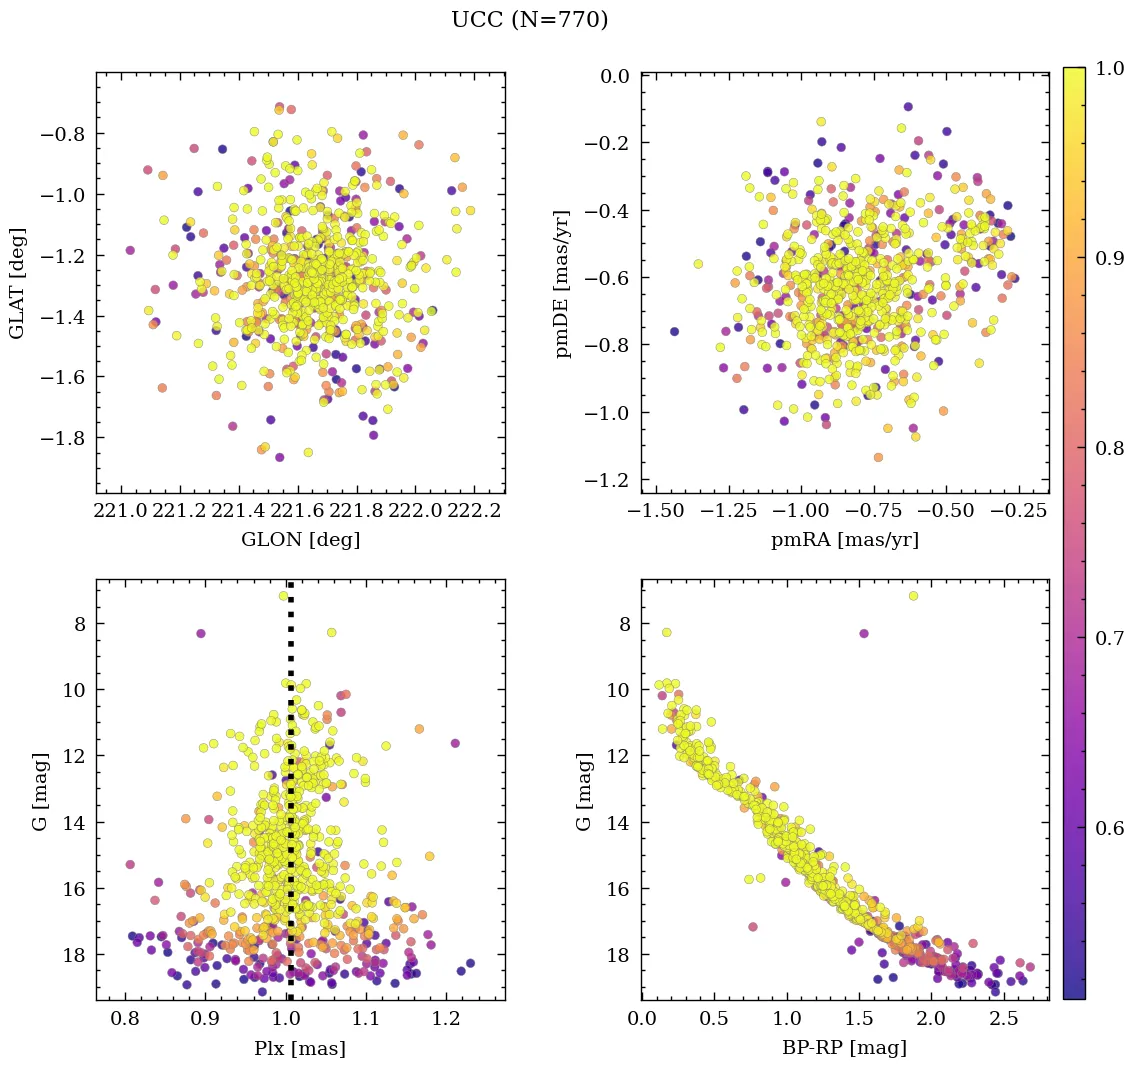 UCC (N=770)
−0.8
−1.0
−1.2
−1.4
−1.6
−1.8
GLAT [deg]
221.0 221.2 221.4 221.6 221.8 222.0 222.2
GLON [deg]
0.0
−0.2
−0.4
−0.6
−0.8
−1.0
−1.2
pmDE [mas/yr]
−1.50 −1.25 −1.00 −0.75 −0.50 −0.25
pmRA [mas/yr]
1.0
0.9
0.8
0.7
0.6
8
10
12
14
16
18
G [mag]
0.8 0.9 1.0 1.1 1.2
Plx [mas]
8
10
12
14
16
18
G [mag]
0.0 0.5 1.0 1.5 2.0 2.5
BP-RP [mag]